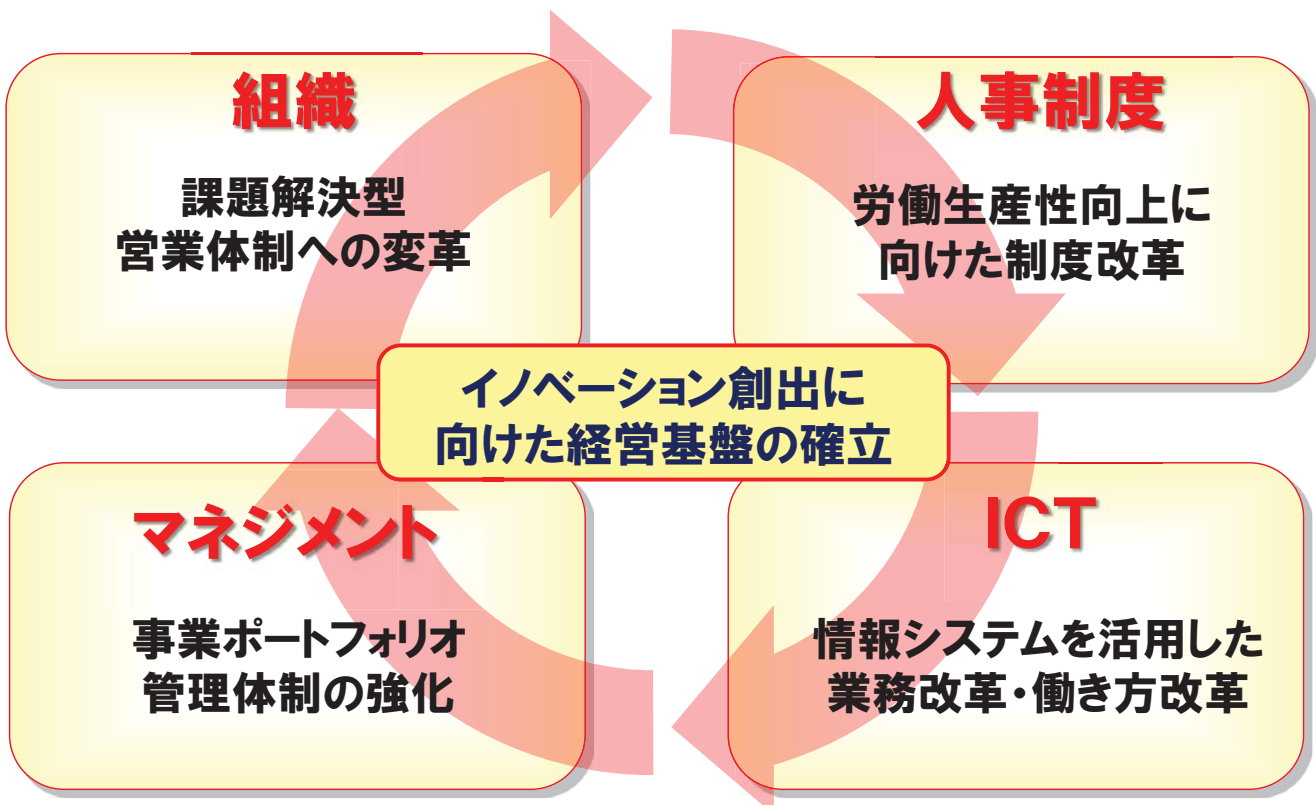 組織
課題解決型
営業体制への変革
人事制度
労働生産性向上に
向けた制度改革
イノベーション創出に
向けた経営基盤の確立
マネジメント
事業ポートフォリオ
管理体制の強化
ICT
情報システムを活用した
業務改革・働き方改革